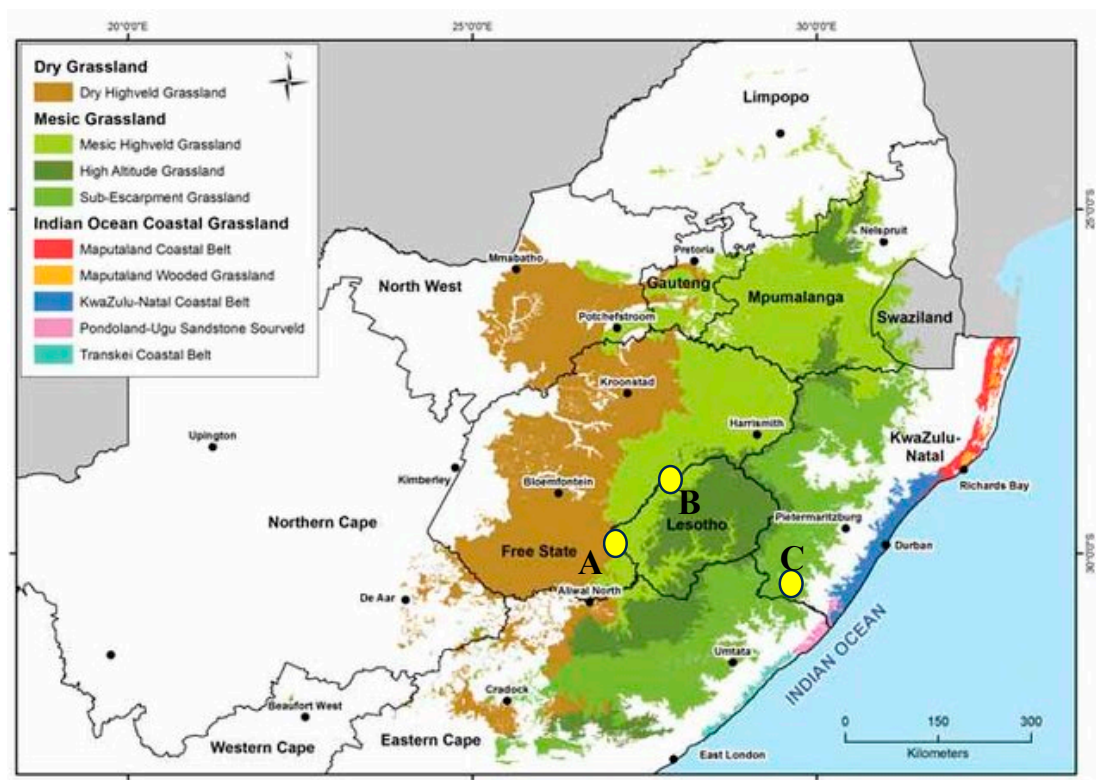 20°0'0"E
25°0'0"E
30°0'0"E
Dry Grassland
N
Dry Highveld Grassland
Mesic Grassland
Mesic Highveld Grassland
High Altitude Grassland
Sub-Escarpment Grassland
Indian Ocean Coastal Grassland
Maputaland Coastal Belt
Maputaland Wooded Grassland
KwaZulu-Natal Coastal Belt
Pondoland-Ugu Sandstone Sourveld
Transkei Coastal Belt
Limpopo
25°0'0"S
Nelspruit
Mmabatho
Pretoria
North West
Gauteng
Mpumalanga
Potchefstroom
Swaziland
Kroonstad
Upington
Harrismith
KwaZulu-
Natal
Kimberley
Bloemfontein
B
Richards Bay
Northern Cape
Lesotho
Pietermaritzburg
Durban
Free State
A
C
30°0'0"S
De Aar
Aliwal North
INDIAN OCEAN
Umtata
Cradock
Beaufort West
Western Cape
Eastern Cape
East London
0 150 300
Kilometers